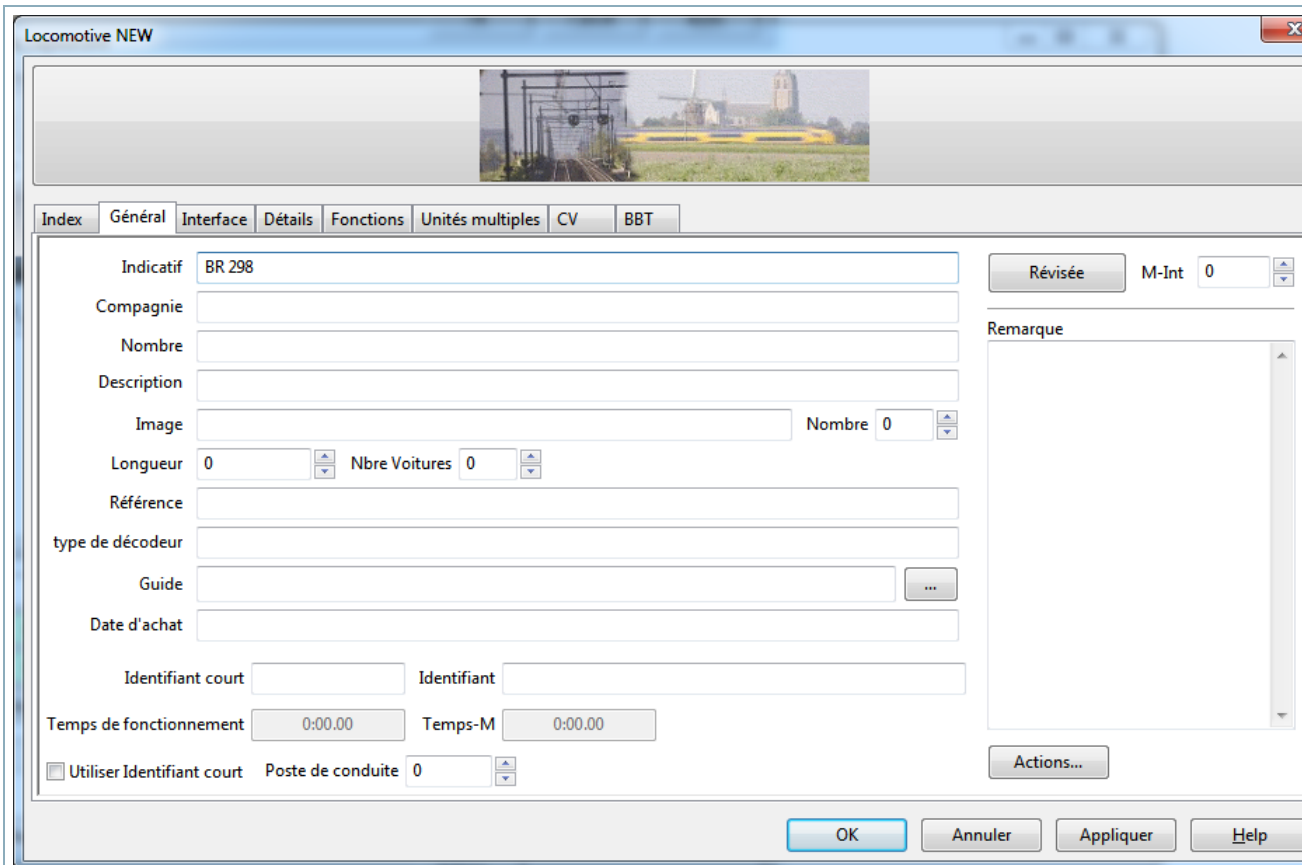 Locomotive NEW
Index Général Interface Détails Fonctions Unités multiples CV BBT
Indicatif BR 298 Révisée M-Int 0
Compagnie
Remarque
Nombre
Description
Image Nombre 0
Longueur 0 Nbre Voitures 0
Référence
type de décodeur
Guide ...
Date d'achat
Identifiant court Identifiant
Temps de fonctionnement 0:00.00 Temps-M 0:00.00
Utiliser Identifiant court Poste de conduite 0 Actions...
OK Annuler Appliquer Help